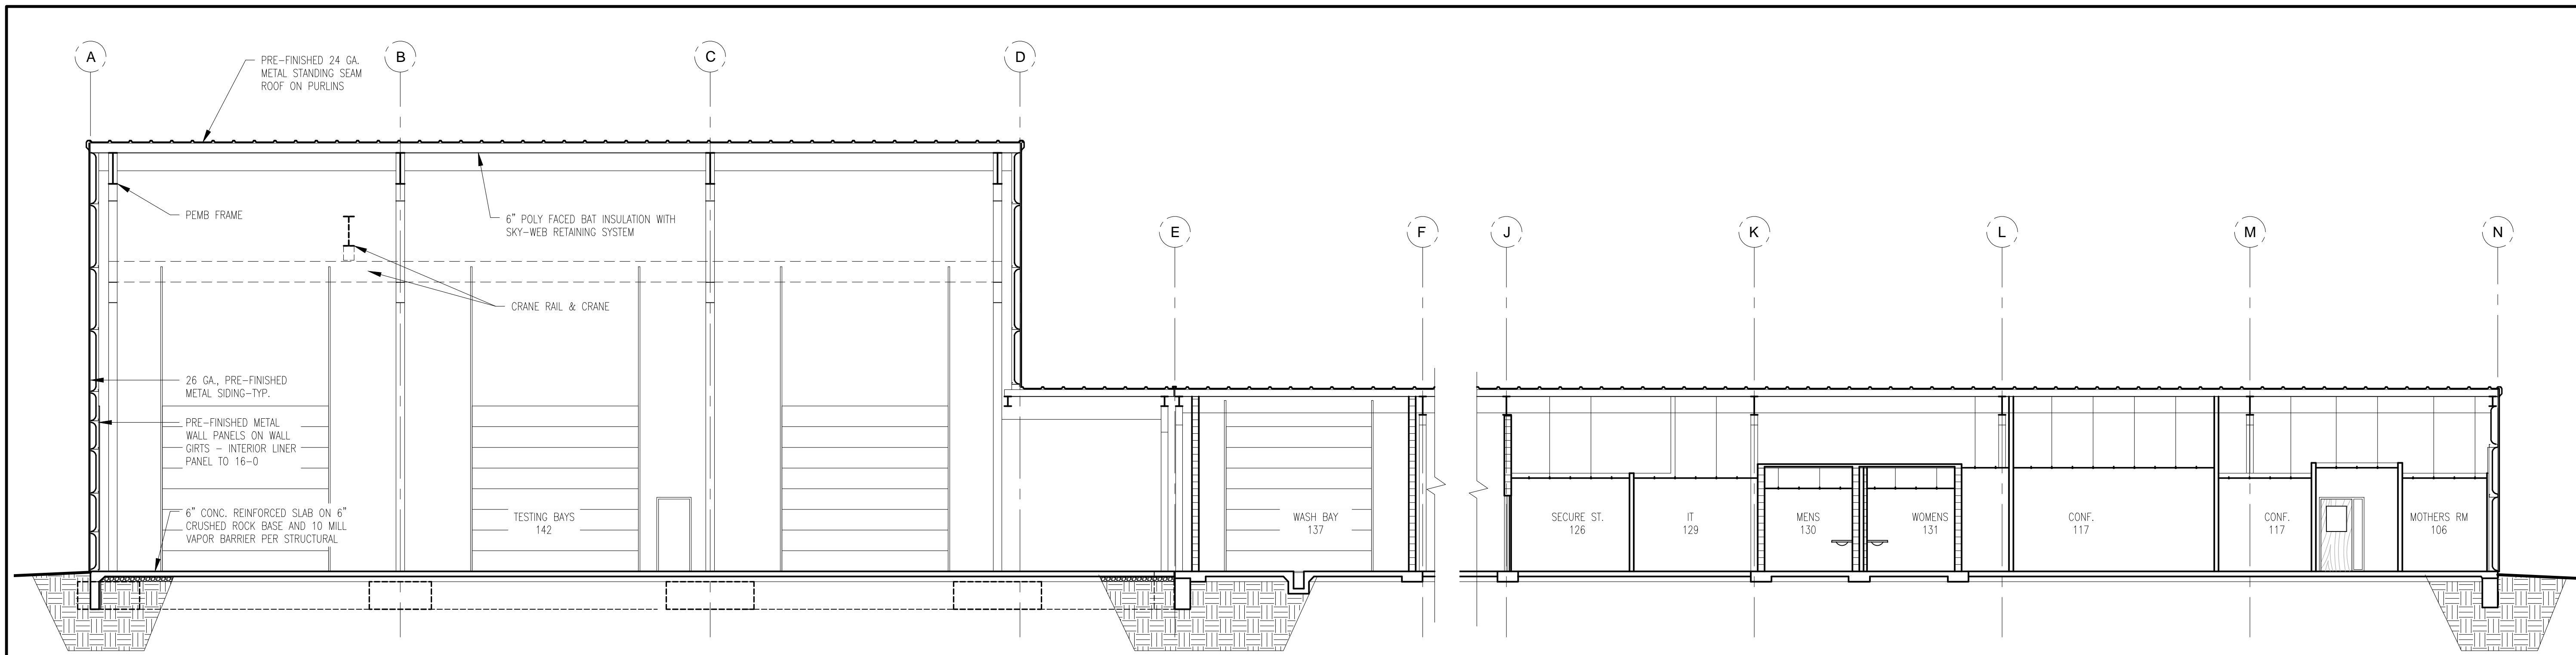 A
B
C
D
PRE-FINISHED 24 GA.
METAL STANDING SEAM
ROOF ON PURLINS
PEMB FRAME
6" POLY FACED BAT INSULATION WITH
SKY-WEB RETAINING SYSTEM
E
F
J
K
L
M
N
CRANE RAIL & CRANE
26 GA., PRE-FINISHED
METAL SIDING-TYP.
PRE-FINISHED METAL
WALL PANELS ON WALL
GIRTS - INTERIOR LINER
PANEL TO 16-0
6" CONC. REINFORCED SLAB ON 6"
CRUSHED ROCK BASE AND 10 MILL
VAPOR BARRIER PER STRUCTURAL
TESTING BAYS
142
WASH BAY
137
SECURE ST.
126
IT
129
MENS
130
WOMENS
131
CONF.
117
CONF.
117
MOTHERS RM
106